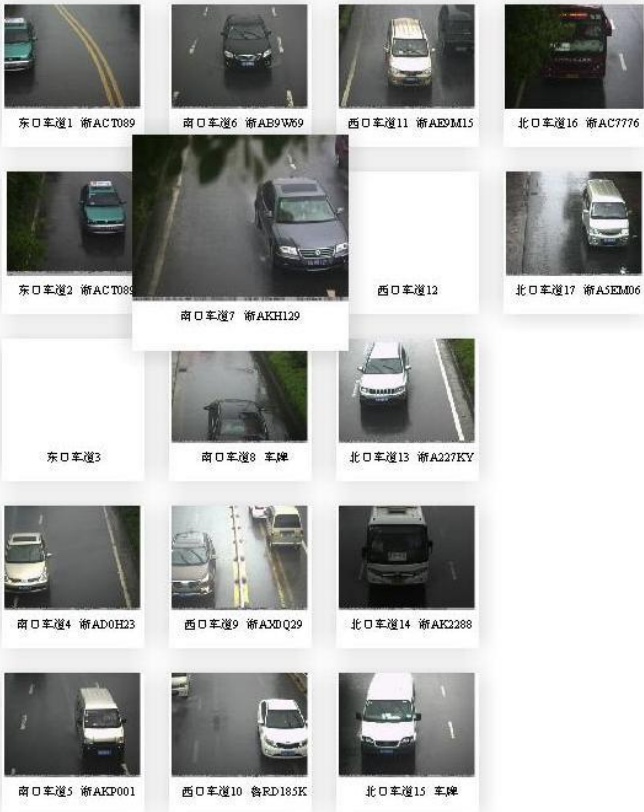 东口车道1 浙ACT089
南口车道6 浙AB9W69
西口车道11 浙AE9M15
北口车道16 浙AC7776
东口车道2 浙ACT089
南口车道7 浙AKH129
西口车道12
北口车道17 浙A5EM06
东口车道3
南口车道8 车牌
北口车道13 浙A227KY
南口车道4 浙AD0H23
西口车道9 浙AXDQ29
北口车道14 浙AK2288
南口车道5 浙AKP001
西口车道10 鲁RD185K
北口车道15 车牌